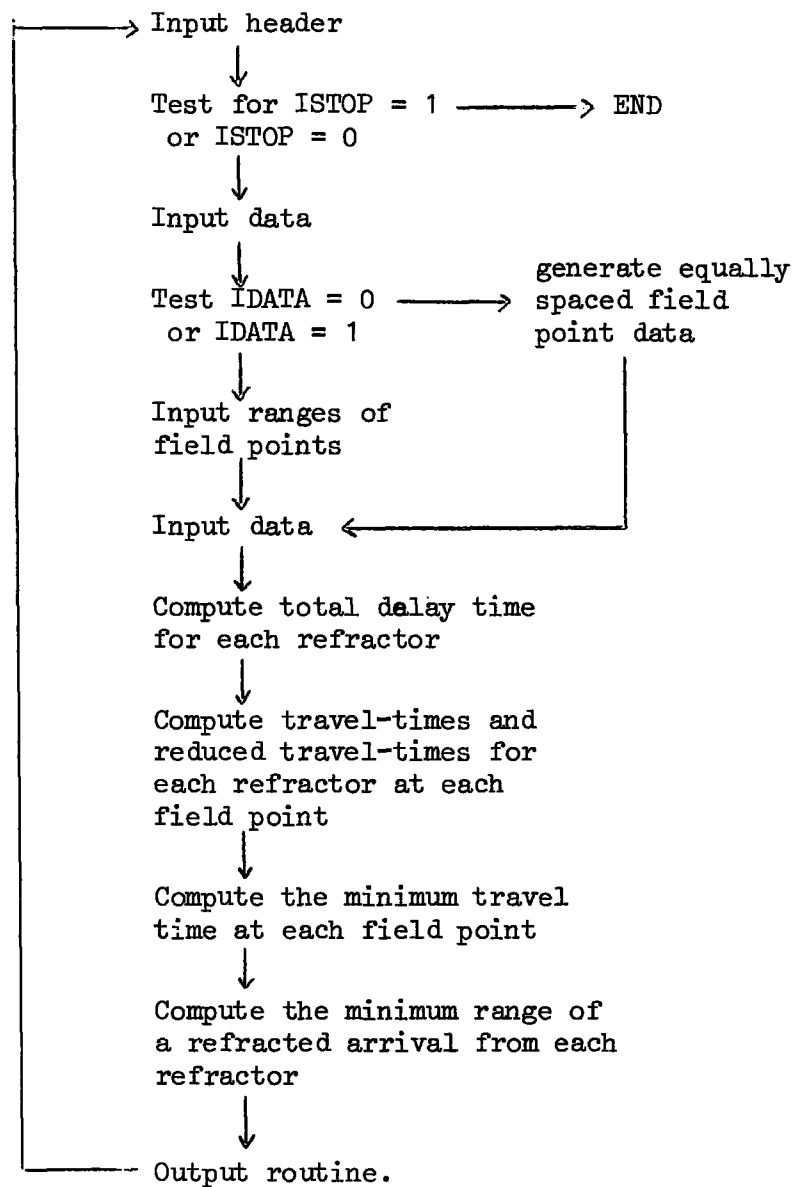 Input header
Test for ISTOP = 1 END
or ISTOP = 0
Input data
generate equally
spaced field
point data
Test IDATA = 0
or IDATA = 1
Input ranges of
field points
Input data
Compute total delay time
for each refractor
Compute travel-times and
reduced travel-times for
each refractor at each
field point
Compute the minimum travel
time at each field point
Compute the minimum range of
a refracted arrival from each
refractor
Output routine.